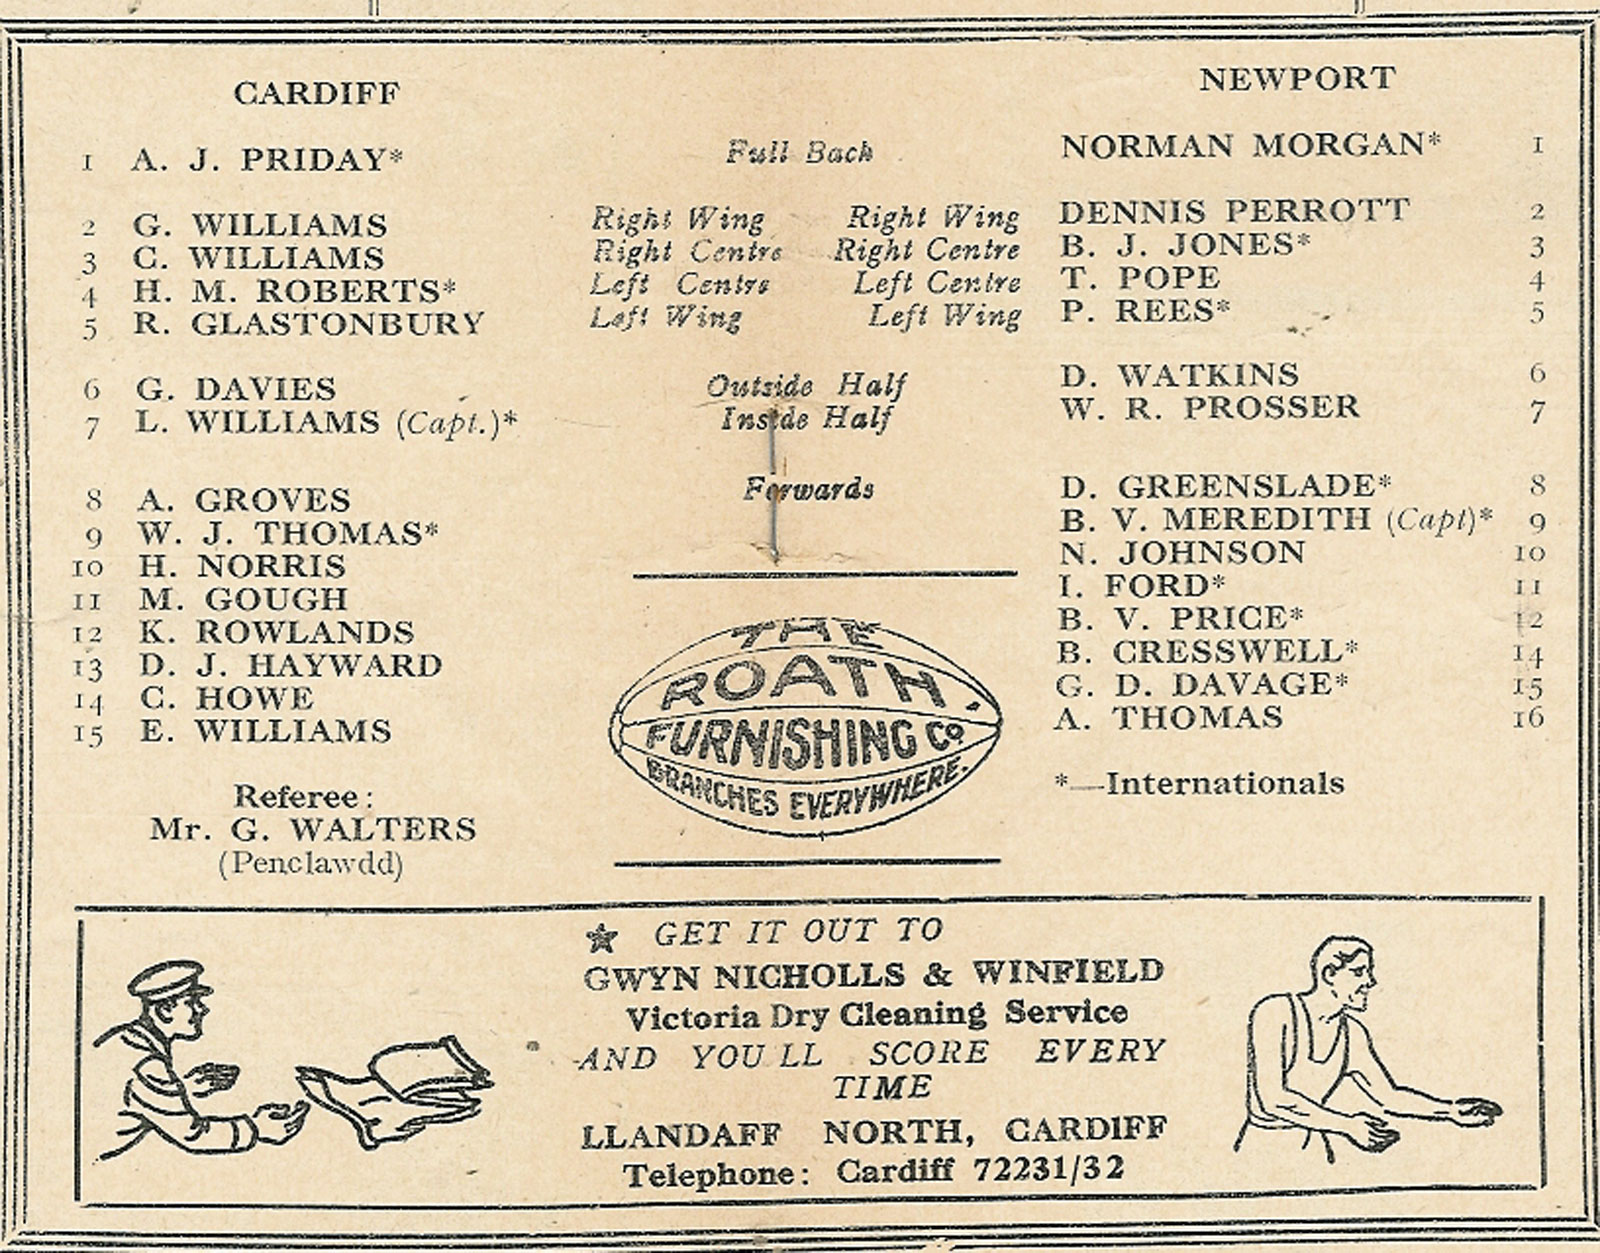 CARDIFF
NEWPORT
1 A. J. PRIDAY* Full Back NORMAN MORGAN* 1
2 G. WILLIAMS Right Wing Right Wing DENNIS PERROTT 2
3 C. WILLIAMS Right Centre Right Centre B. J. JONES* 3
4 H. M. ROBERTS* Left Centre Left Centre T. POPE 4
5 R. GLASTONBURY Left Wing Left Wing P. REES* 5
6 G. DAVIES Outside Half D. WATKINS 6
7 L. WILLIAMS (Capt.)* Inside Half W. R. PROSSER 7
8 A. GROVES Forwards D. GREENSLADE* 8
9 W. J. THOMAS* B. V. MEREDITH (Capt)* 9
10 H. NORRIS N. JOHNSON 10
11 M. GOUGH I. FORD* 11
12 K. ROWLANDS B. V. PRICE* 12
13 D. J. HAYWARD B. CRESSWELL* 14
14 C. HOWE G. D. DAVAGE* 15
15 E. WILLIAMS A. THOMAS 16
THE
ROATH
FURNISHING Co.
BRANCHES EVERYWHERE.
*—Internationals
Referee:
Mr. G. WALTERS
(Penclawdd)
GET IT OUT TO
GWYN NICHOLLS & WINFIELD
Victoria Dry Cleaning Service
AND YOU LL SCORE EVERY
TIME
LLANDAFF NORTH, CARDIFF
Telephone: Cardiff 72231/32